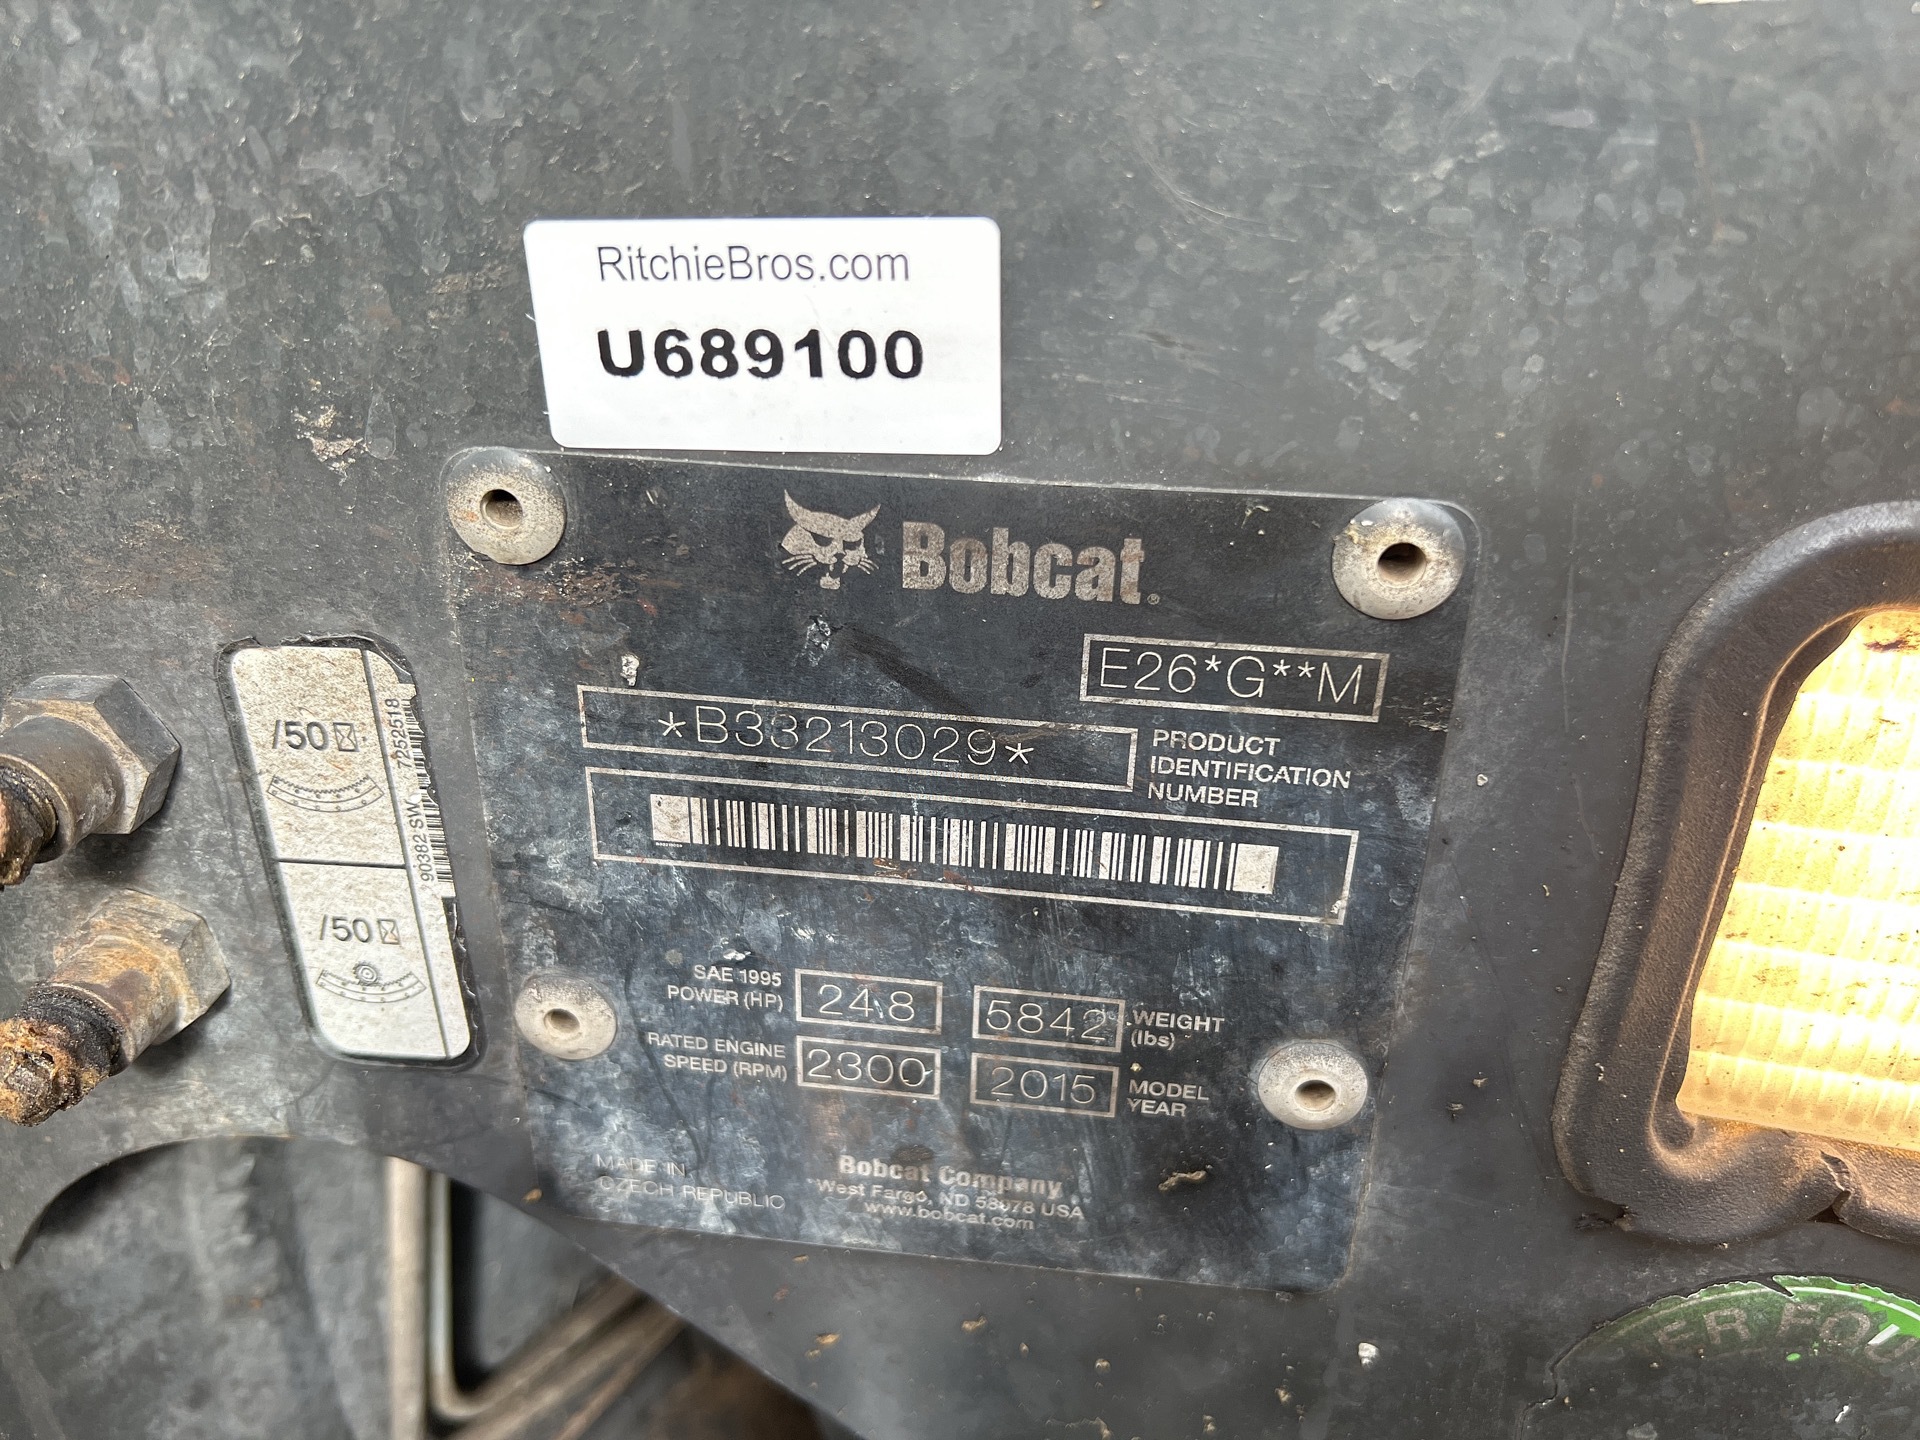 RitchieBros.com
U689100
Bobcat®
E26*G**M
*B33213029*
PRODUCT
IDENTIFICATION
NUMBER
/50
7252518
90382 SW
/50
SAE 1995
POWER (HP)
24.8
5842
WEIGHT
(lbs)
RATED ENGINE
SPEED (RPM)
2300
2015
MODEL
YEAR
MADE IN
CZECH REPUBLIC
Bobcat Company
West Fargo, ND 58078 USA
www.bobcat.com
ER FOU